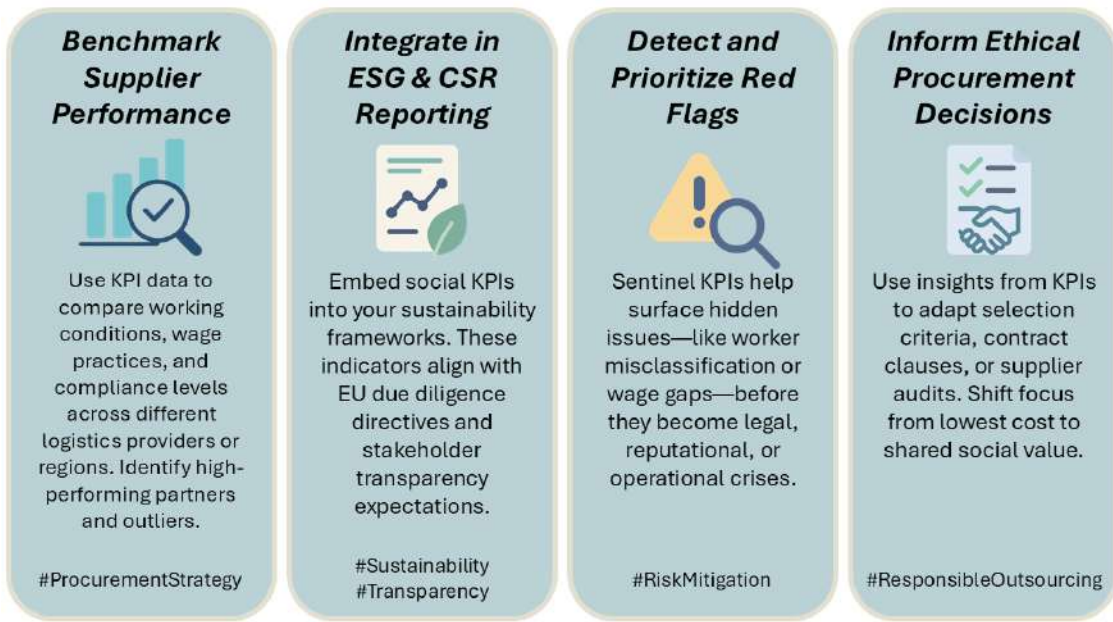 Benchmark
Supplier
Performance
Use KPI data to
compare working
conditions, wage
practices, and
compliance levels
across different
logistics providers or
regions. Identify high-
performing partners
and outliers.
#ProcurementStrategy
Integrate in
ESG & CSR
Reporting
Embed social KPIs
into your sustainability
frameworks. These
indicators align with
EU due diligence
directives and
stakeholder
transparency
expectations.
#Sustainability
#Transparency
Detect and
Prioritize Red
Flags
Sentinel KPIs help
surface hidden
issues—like worker
misclassification or
wage gaps—before
they become legal,
reputational, or
operational crises.
#RiskMitigation
Inform Ethical
Procurement
Decisions
Use insights from KPIs
to adapt selection
criteria, contract
clauses, or supplier
audits. Shift focus
from lowest cost to
shared social value.
#ResponsibleOutsourcing